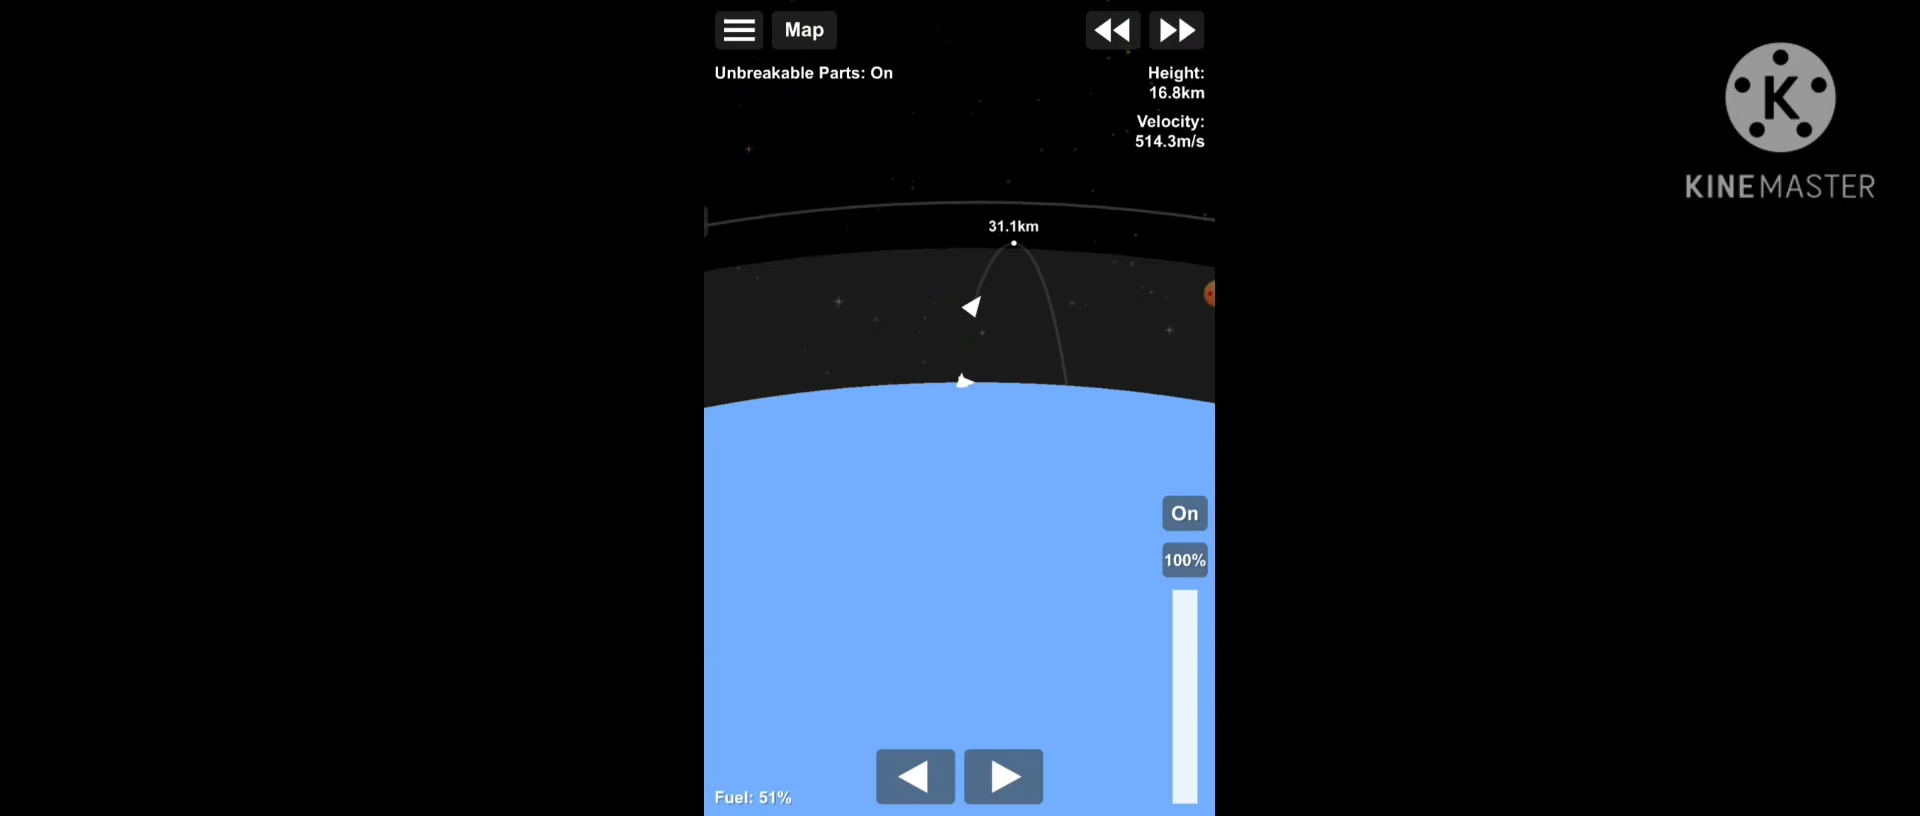 Map
Unbreakable Parts: On
Height:
16.8km
Velocity:
514.3m/s
K
KINEMASTER
31.1km
On
100%
Fuel: 51%